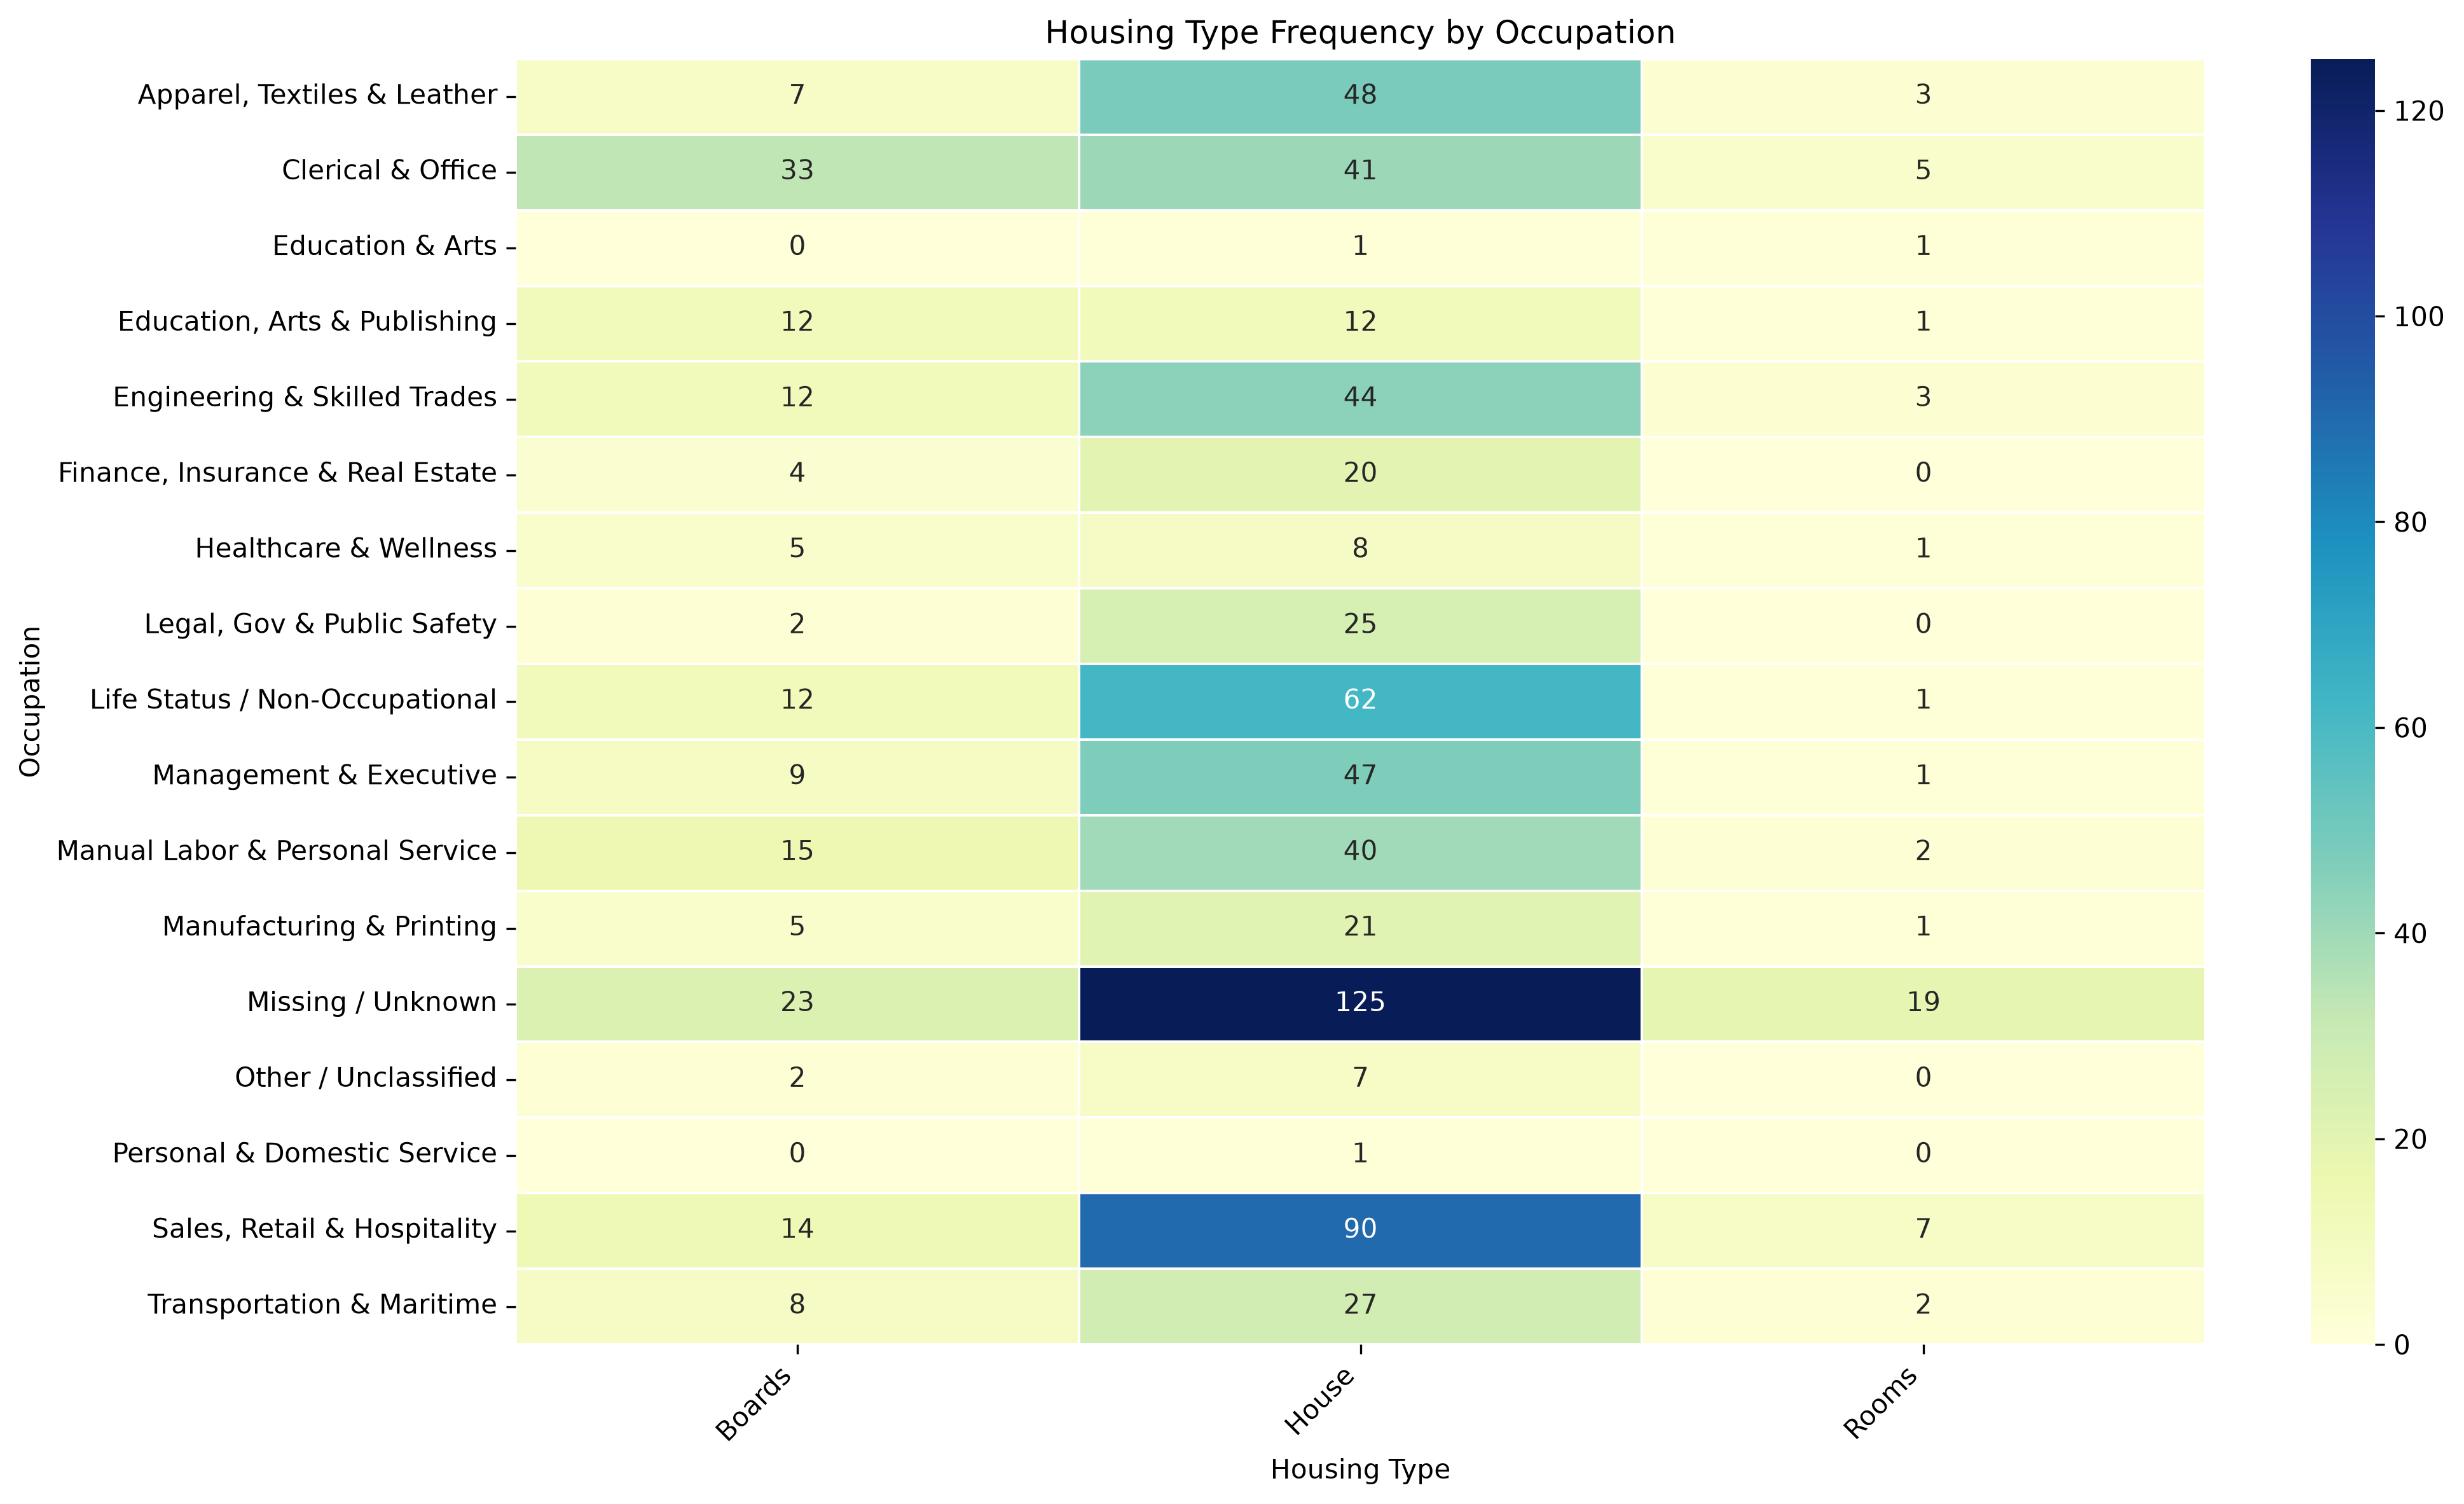 Housing Type Frequency by Occupation
Apparel, Textiles & Leather 7 48 3
Clerical & Office 33 41 5
Education & Arts 0 1 1
Education, Arts & Publishing 12 12 1
Engineering & Skilled Trades 12 44 3
Finance, Insurance & Real Estate 4 20 0
Healthcare & Wellness 5 8 1
Legal, Gov & Public Safety 2 25 0
Life Status / Non-Occupational 12 62 1
Management & Executive 9 47 1
Manual Labor & Personal Service 15 40 2
Manufacturing & Printing 5 21 1
Missing / Unknown 23 125 19
Other / Unclassified 2 7 0
Personal & Domestic Service 0 1 0
Sales, Retail & Hospitality 14 90 7
Transportation & Maritime 8 27 2
Occupation
Boards House Rooms
Housing Type
120
100
80
60
40
20
0